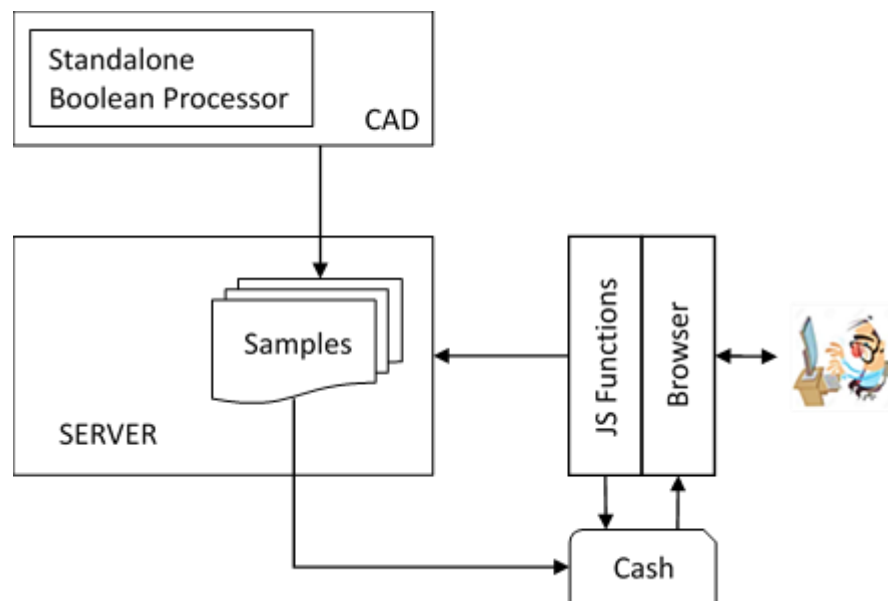 Standalone
Boolean Processor
CAD
Samples
SERVER
JS Functions
Browser
Cash